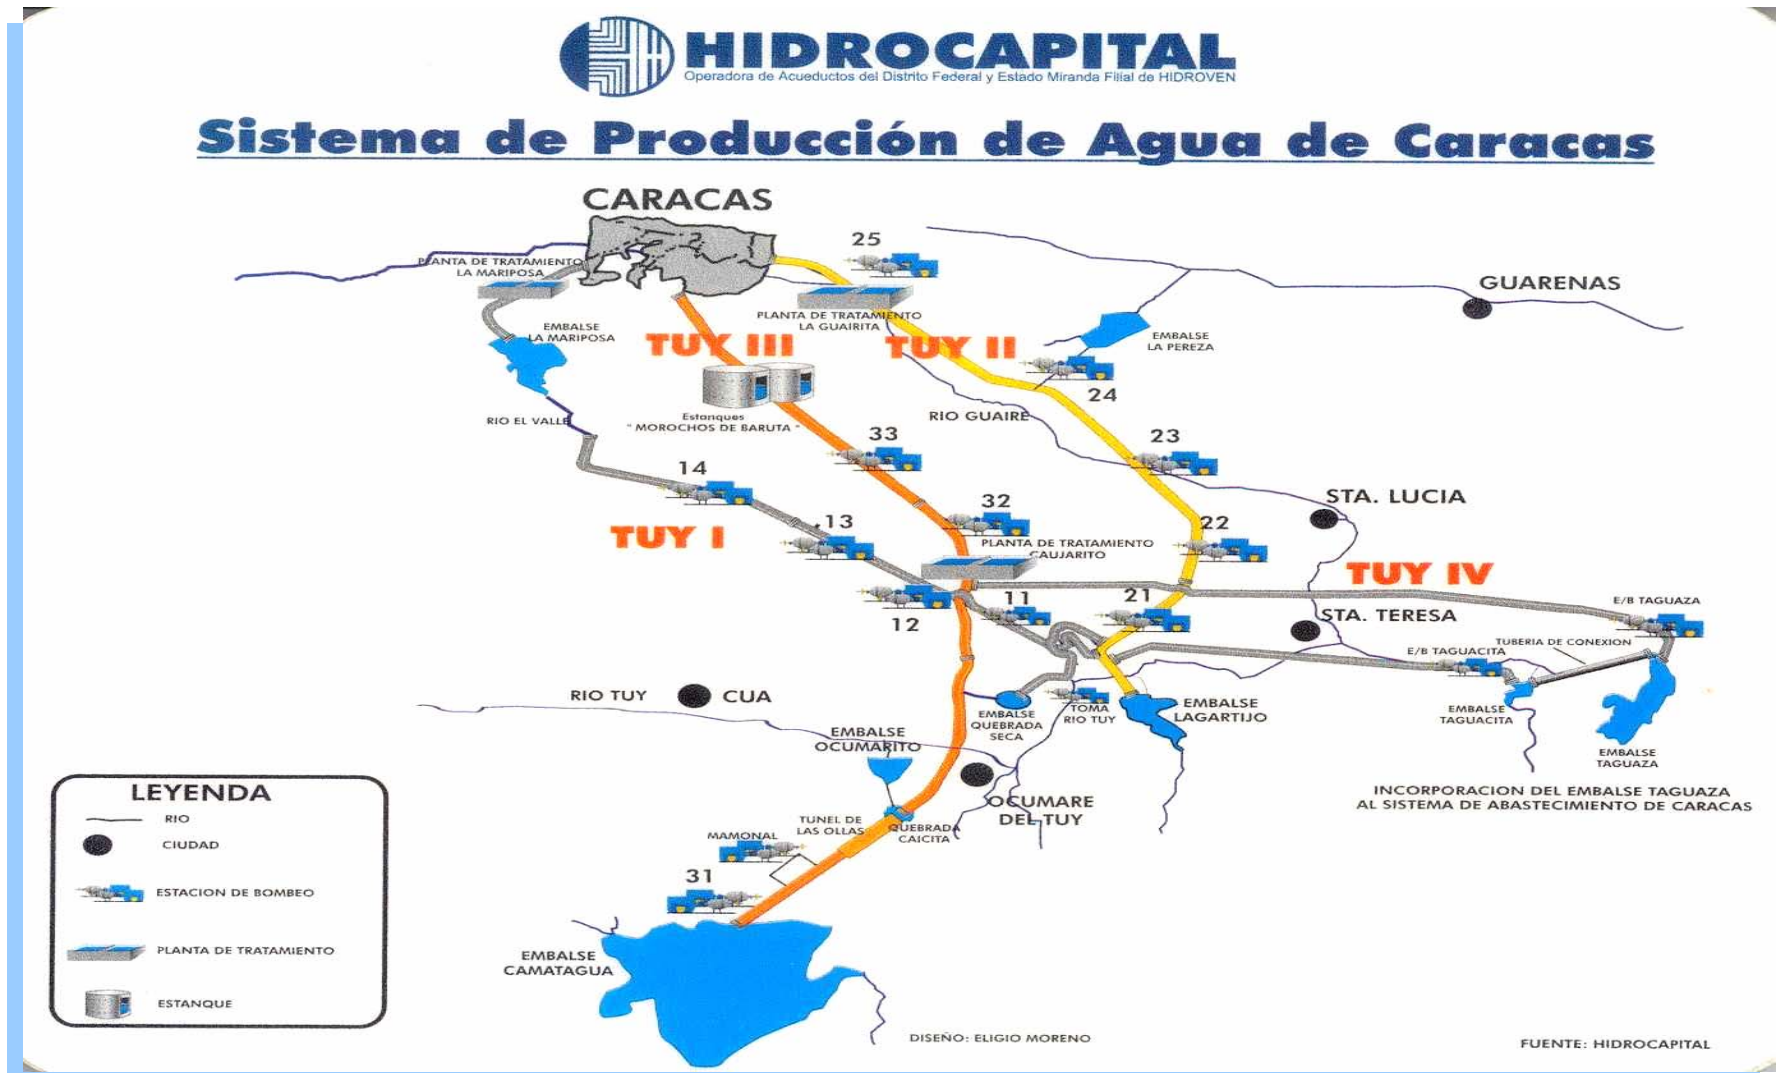 HIDROCAPITAL
Operadora de Acueductos del Distrito Federal y Estado Miranda Filial de HIDROVEN
Sistema de Producción de Agua de Caracas
CARACAS
25
PLANTA DE TRATAMIENTO
LA MARIPOSA
GUARENAS
PLANTA DE TRATAMIENTO
LA GUAIRITA
EMBALSE
LA MARIPOSA
TUY III
TUY II
EMBALSE
LA PEREZA
24
RIO EL VALLE
Estanques
" MOROCHOS DE BARUTA "
RIO GUAIRE
33
23
14
STA. LUCIA
32
22
13
TUY I
PLANTA DE TRATAMIENTO
CAUJARITO
TUY IV
12
11
21
E/B TAGUAZA
STA. TERESA
TUBERIA DE CONEXION
E/B TAGUACITA
RIO TUY
CUA
EMBALSE
QUEBRADA
SECA
TOMA
RIO TUY
EMBALSE
LAGARTIJO
EMBALSE
TAGUACITA
EMBALSE
OCUMARITO
EMBALSE
TAGUAZA
OCUMARE
DEL TUY
INCORPORACION DEL EMBALSE TAGUAZA
AL SISTEMA DE ABASTECIMIENTO DE CARACAS
TUNEL DE
LAS OLLAS
QUEBRADA
CAICITA
MAMONAL
31
EMBALSE
CAMATAGUA
LEYENDA
RIO
CIUDAD
ESTACION DE BOMBEO
PLANTA DE TRATAMIENTO
ESTANQUE
DISEÑO: ELIGIO MORENO
FUENTE: HIDROCAPITAL